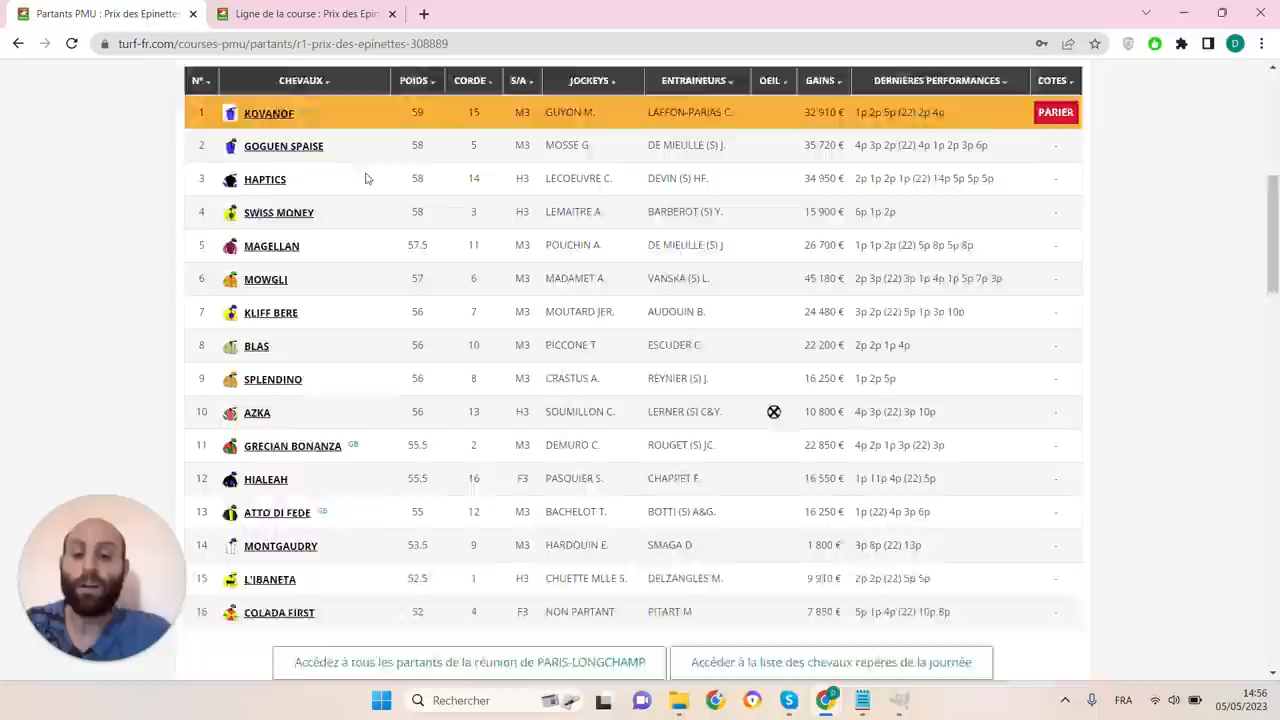 Partants PMU : Prix des Epinettes
Ligne de la course : Prix des Epin
turf-fr.com/courses-pmu/partants/r1-prix-des-epinettes-308889
N° CHEVAUX POIDS CORDE S/A JOCKEYS ENTRAINEURS OEIL GAINS DERNIÈRES PERFORMANCES COTES
1 KOVANOF 59 15 M3 GUYON M. LAFFON-PARIAS C. 32 910 € 1p 2p 5p (22) 2p 4p PARIER
2 GOGUEN SPAISE 58 5 M3 MOSSE G. DE MIEULLE (S) J. 35 720 € 4p 3p 2p (22) 4p 1p 2p 3p 6p -
3 HAPTICS 58 14 H3 LECOEUVRE C. DEVIN (S) HF. 34 950 € 2p 1p 2p 1p (22) 14p 5p 5p 5p -
4 SWISS MONEY 58 3 H3 LEMAITRE A. BARBEROT (S) Y. 15 900 € 6p 1p 2p -
5 MAGELLAN 57.5 11 M3 POUCHIN A. DE MIEULLE (S) J. 26 700 € 1p 1p 2p (22) 5p 8p 5p 8p -
6 MOWGLI 57 6 M3 MADAMET A. VANSKA (S) L. 45 180 € 2p 3p (22) 3p 1p 4p 1p 5p 7p 3p -
7 KLIFF BERE 56 7 M3 MOUTARD JER. AUDOUIN B. 24 480 € 3p 2p (22) 5p 1p 3p 10p -
8 BLAS 56 10 M3 PICCONE T. ESCUDER C. 22 200 € 2p 2p 1p 4p -
9 SPLENDINO 56 8 M3 CRASTUS A. REYNIER (S) J. 16 250 € 1p 2p 5p -
10 AZKA 56 13 H3 SOUMILLON C. LERNER (S) C&Y. 10 800 € 4p 3p (22) 3p 10p -
11 GRECIAN BONANZA GB 55.5 2 M3 DEMURO C. ROUGET (S) JC. 22 850 € 4p 2p 1p 3p (22) 3p -
12 HIALEAH 55.5 16 F3 PASQUIER S. CHAPPET F. 16 550 € 1p 11p 4p (22) 5p -
13 ATTO DI FEDE GB 55 12 M3 BACHELOT T. BOTTI (S) A&G. 16 250 € 1p (22) 4p 3p 6p -
14 MONTGAUDRY 53.5 9 M3 HARDOUIN E. SMAGA D. 1 800 € 3p 8p (22) 13p -
15 L'IBANETA 52.5 1 H3 CHUETTE MLLE S. DELZANGLES M. 9 910 € 2p 2p (22) 5p 5p -
16 COLADA FIRST 52 4 F3 NON PARTANT PITART M. 7 850 € 5p 1p 4p (22) 10p 8p -
Accédez à tous les partants de la réunion de PARIS-LONGCHAMP
Accéder à la liste des chevaux repères de la journée
Rechercher
FRA
14:56
05/05/2023